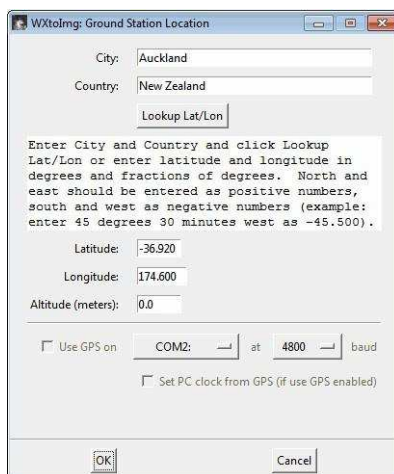 WXtoImg: Ground Station Location
City: Auckland
Country: New Zealand
Lookup Lat/Lon
Enter City and Country and click Lookup
Lat/Lon or enter latitude and longitude in
degrees and fractions of degrees. North and
east should be entered as positive numbers,
south and west as negative numbers (example:
enter 45 degrees 30 minutes west as -45.500).
Latitude: -36.920
Longitude: 174.600
Altitude (meters): 0.0
Use GPS on COM2: at 4800 baud
Set PC clock from GPS (if use GPS enabled)
OK Cancel